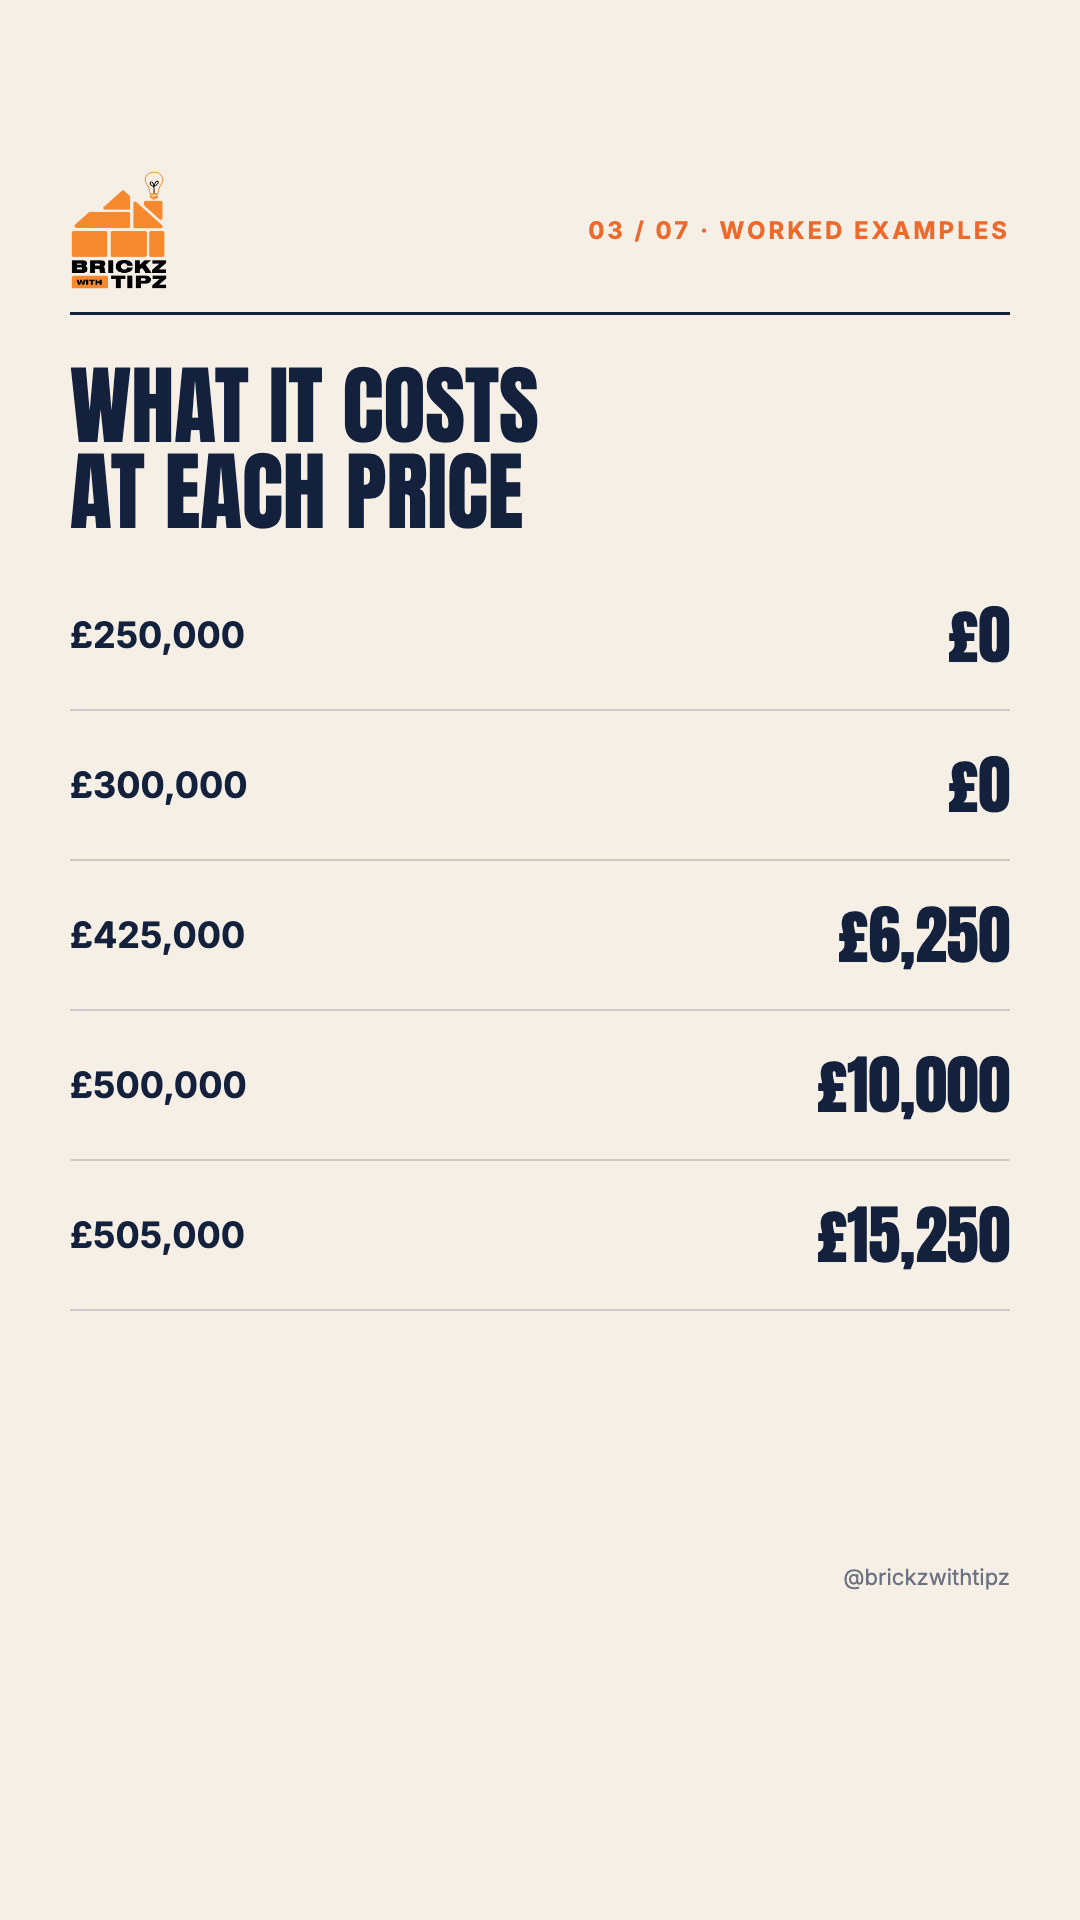 BRICKZ
WITH TIPZ
03 / 07 · WORKED EXAMPLES
WHAT IT COSTS
AT EACH PRICE
£250,000 £0
£300,000 £0
£425,000 £6,250
£500,000 £10,000
£505,000 £15,250
@brickzwithtipz